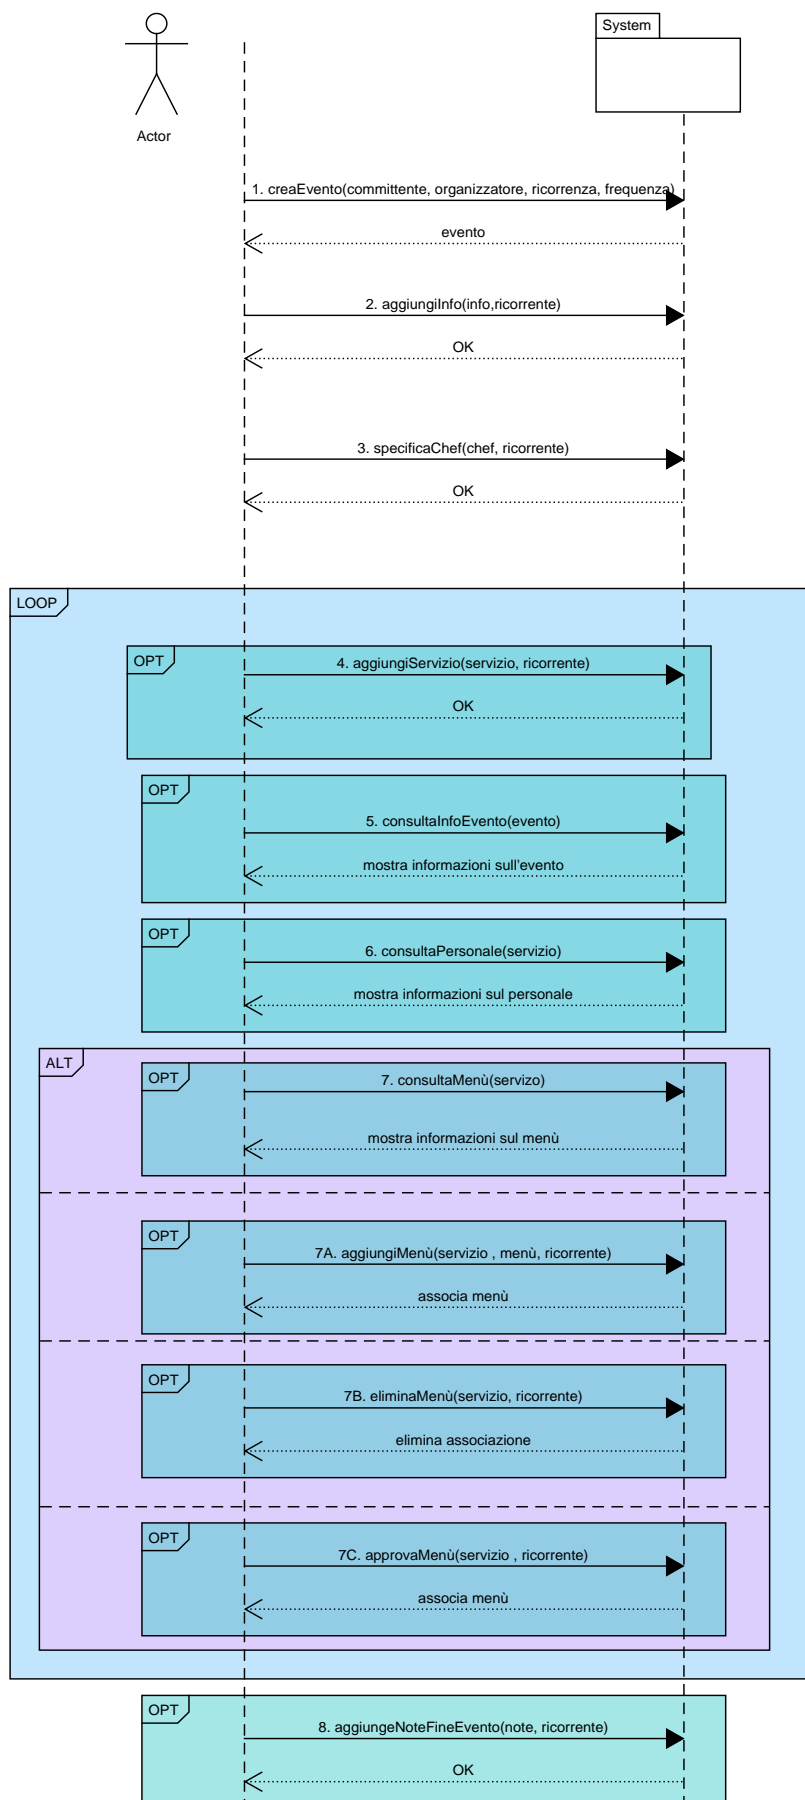 System
Actor
1. creaEvento(committente, organizzatore, ricorrenza, frequenza)
evento
2. aggiungiInfo(info,ricorrente)
OK
3. specificaChef(chef, ricorrente)
OK
LOOP
OPT
4. aggiungiServizio(servizio, ricorrente)
OK
OPT
5. consultaInfoEvento(evento)
mostra informazioni sull'evento
OPT
6. consultaPersonale(servizio)
mostra informazioni sul personale
ALT
OPT
7. consultaMenù(servizo)
mostra informazioni sul menù
OPT
7A. aggiungiMenù(servizio , menù, ricorrente)
associa menù
OPT
7B. eliminaMenù(servizio, ricorrente)
elimina associazione
OPT
7C. approvaMenù(servizio , ricorrente)
associa menù
OPT
8. aggiungeNoteFineEvento(note, ricorrente)
OK